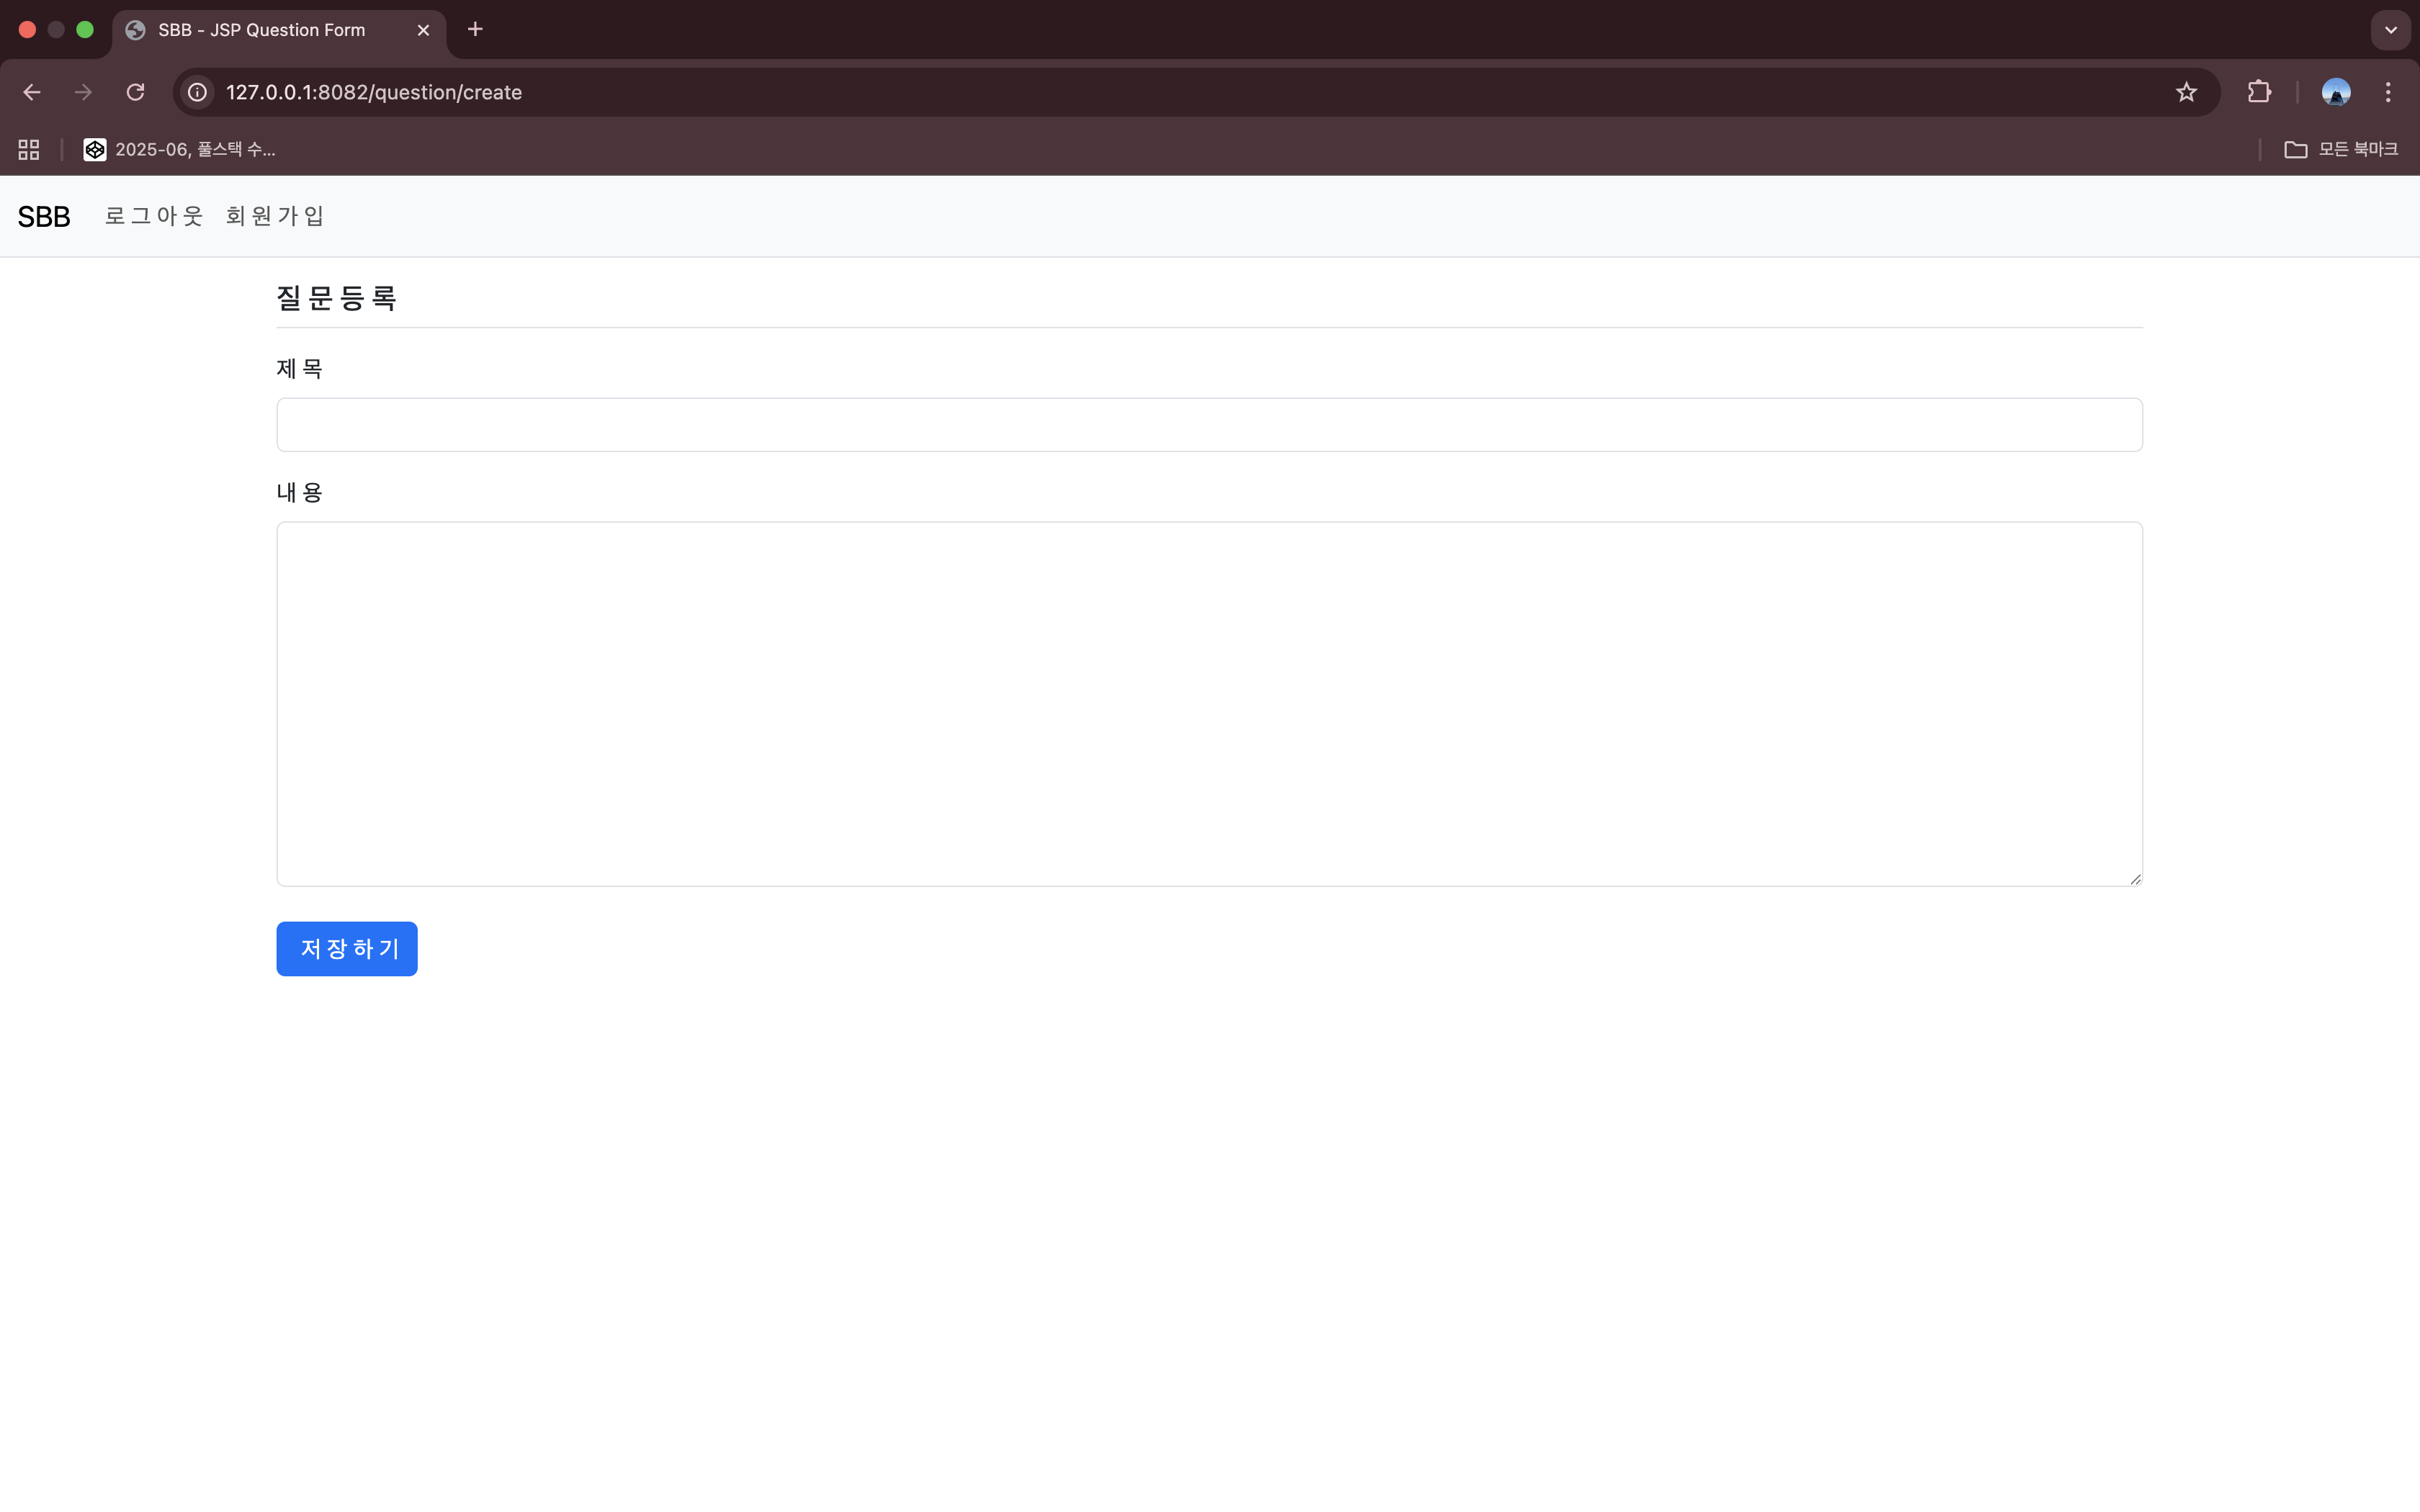 SBB - JSP Question Form
127.0.0.1:8082/question/create
2025-06, 풀스택 수...
모든 북마크
SBB 로그아웃 회원가입
질문등록
제목
내용
저장하기